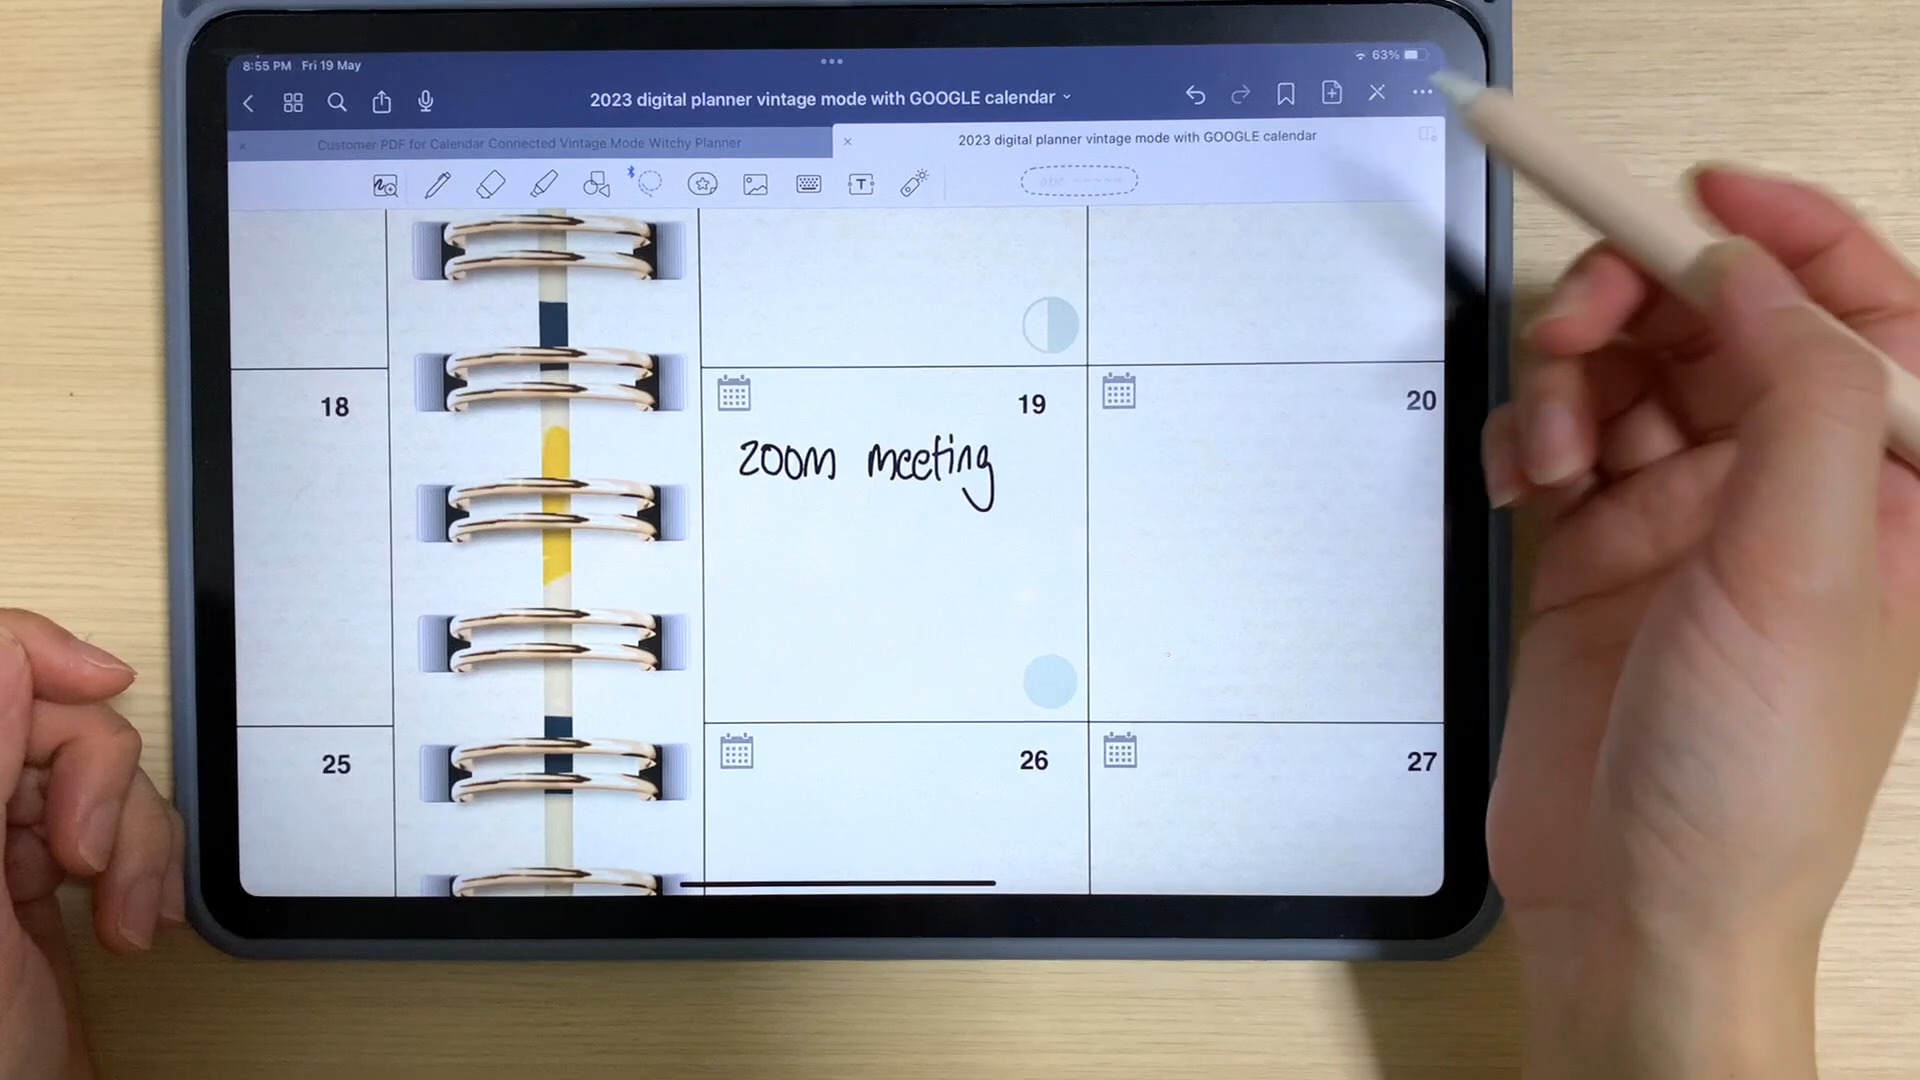 8:55 PM Fri 19 May
63%
2023 digital planner vintage mode with GOOGLE calendar
Customer PDF for Calendar Connected Vintage Mode Witchy Planner
2023 digital planner vintage mode with GOOGLE calendar
T
abc
18
19
20
zoom meeting
25
26
27